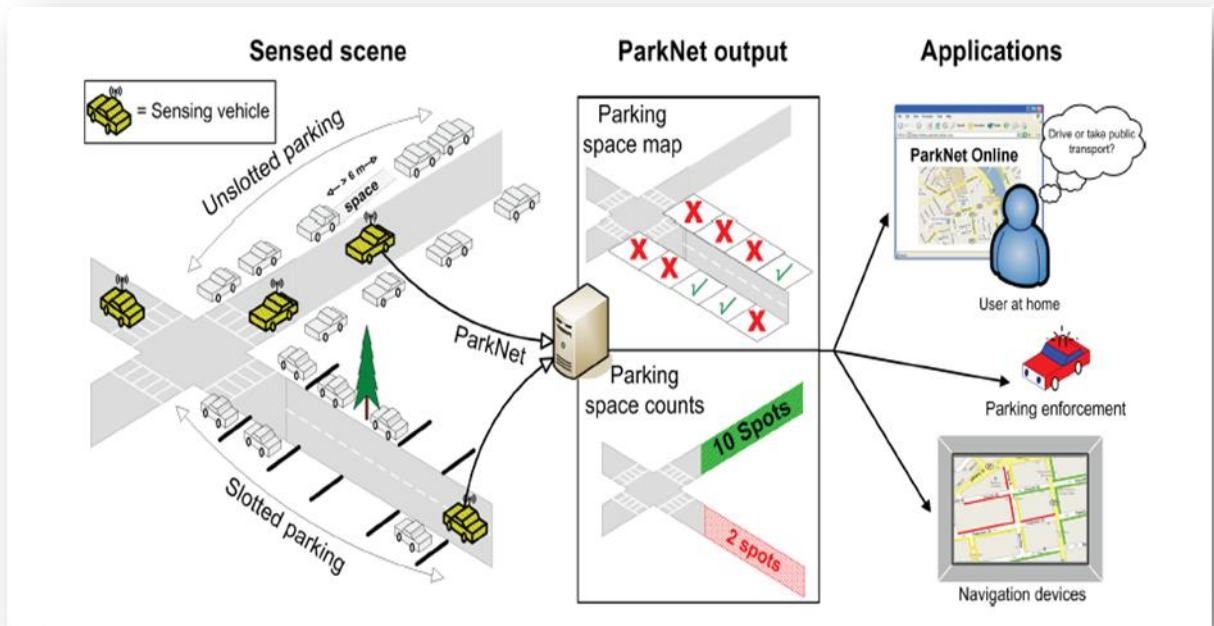 Sensed scene
= Sensing vehicle
Unslotted parking
> 6 m
space
ParkNet
Slotted parking
ParkNet output
Parking
space map
X
X
X
√
X
X
√
√
X
Parking
space counts
10 Spots
2 spots
Applications
ParkNet Online
Drive or take public
transport?
User at home
Parking enforcement
Navigation devices